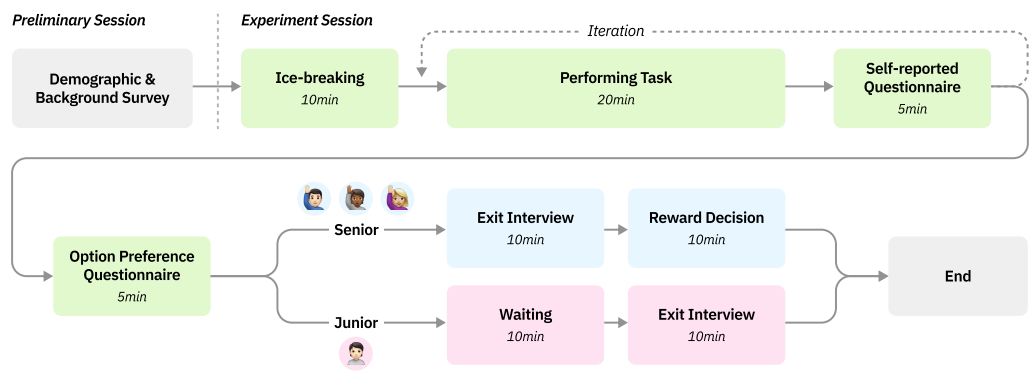 Preliminary Session
Experiment Session
Iteration
Demographic &
Background Survey
Ice-breaking
10min
Performing Task
20min
Self-reported
Questionnaire
5min
Option Preference
Questionnaire
5min
Senior
Exit Interview
10min
Reward Decision
10min
Junior
Waiting
10min
Exit Interview
10min
End